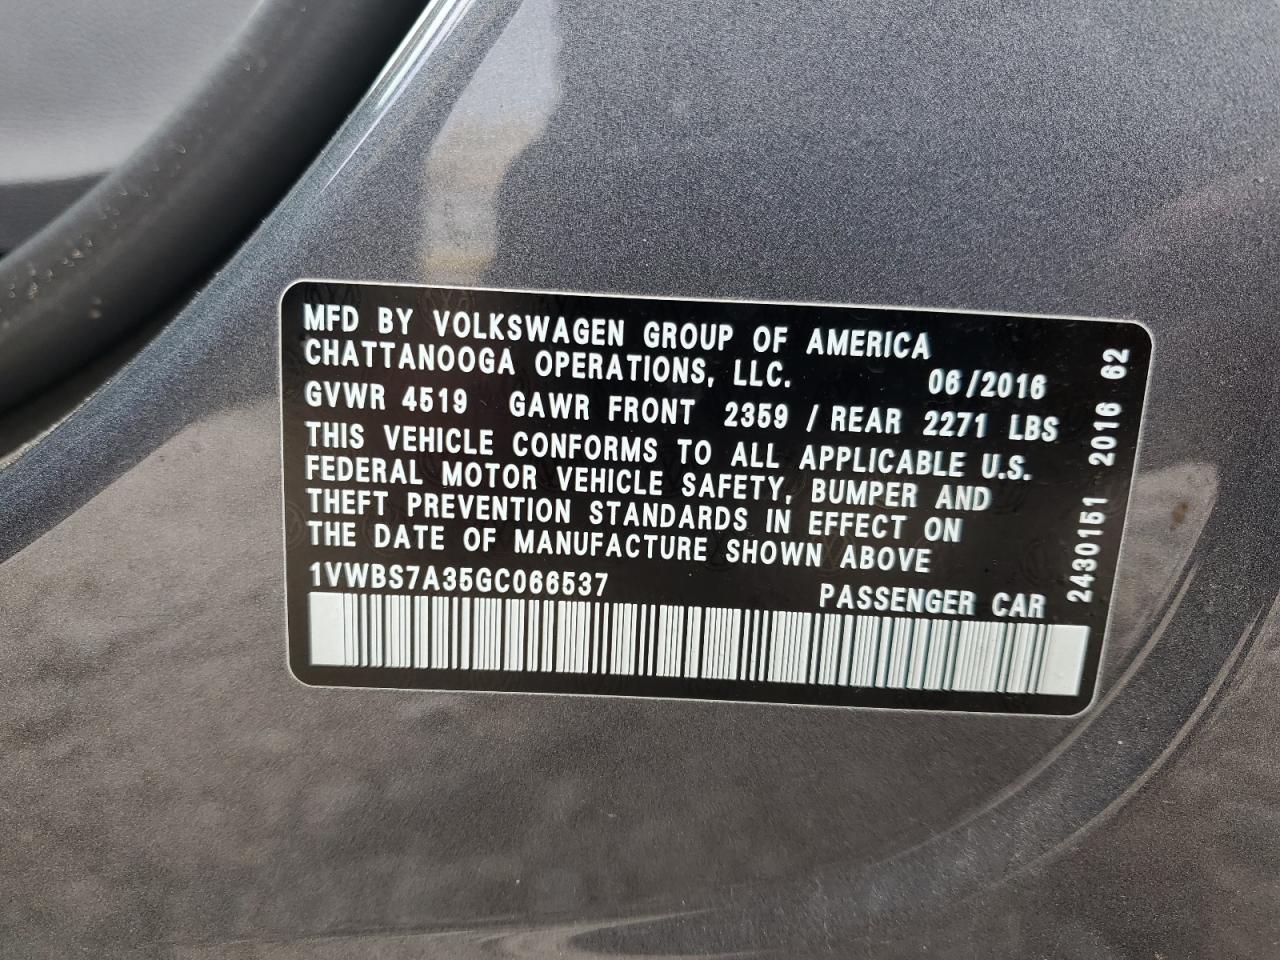 MFD BY VOLKSWAGEN GROUP OF AMERICA
CHATTANOOGA OPERATIONS, LLC. 06/2016
GVWR 4519 GAWR FRONT 2359 / REAR 2271 LBS
THIS VEHICLE CONFORMS TO ALL APPLICABLE U.S.
FEDERAL MOTOR VEHICLE SAFETY, BUMPER AND
THEFT PREVENTION STANDARDS IN EFFECT ON
THE DATE OF MANUFACTURE SHOWN ABOVE
1VWBS7A35GC066537 PASSENGER CAR
2430151 2016 62